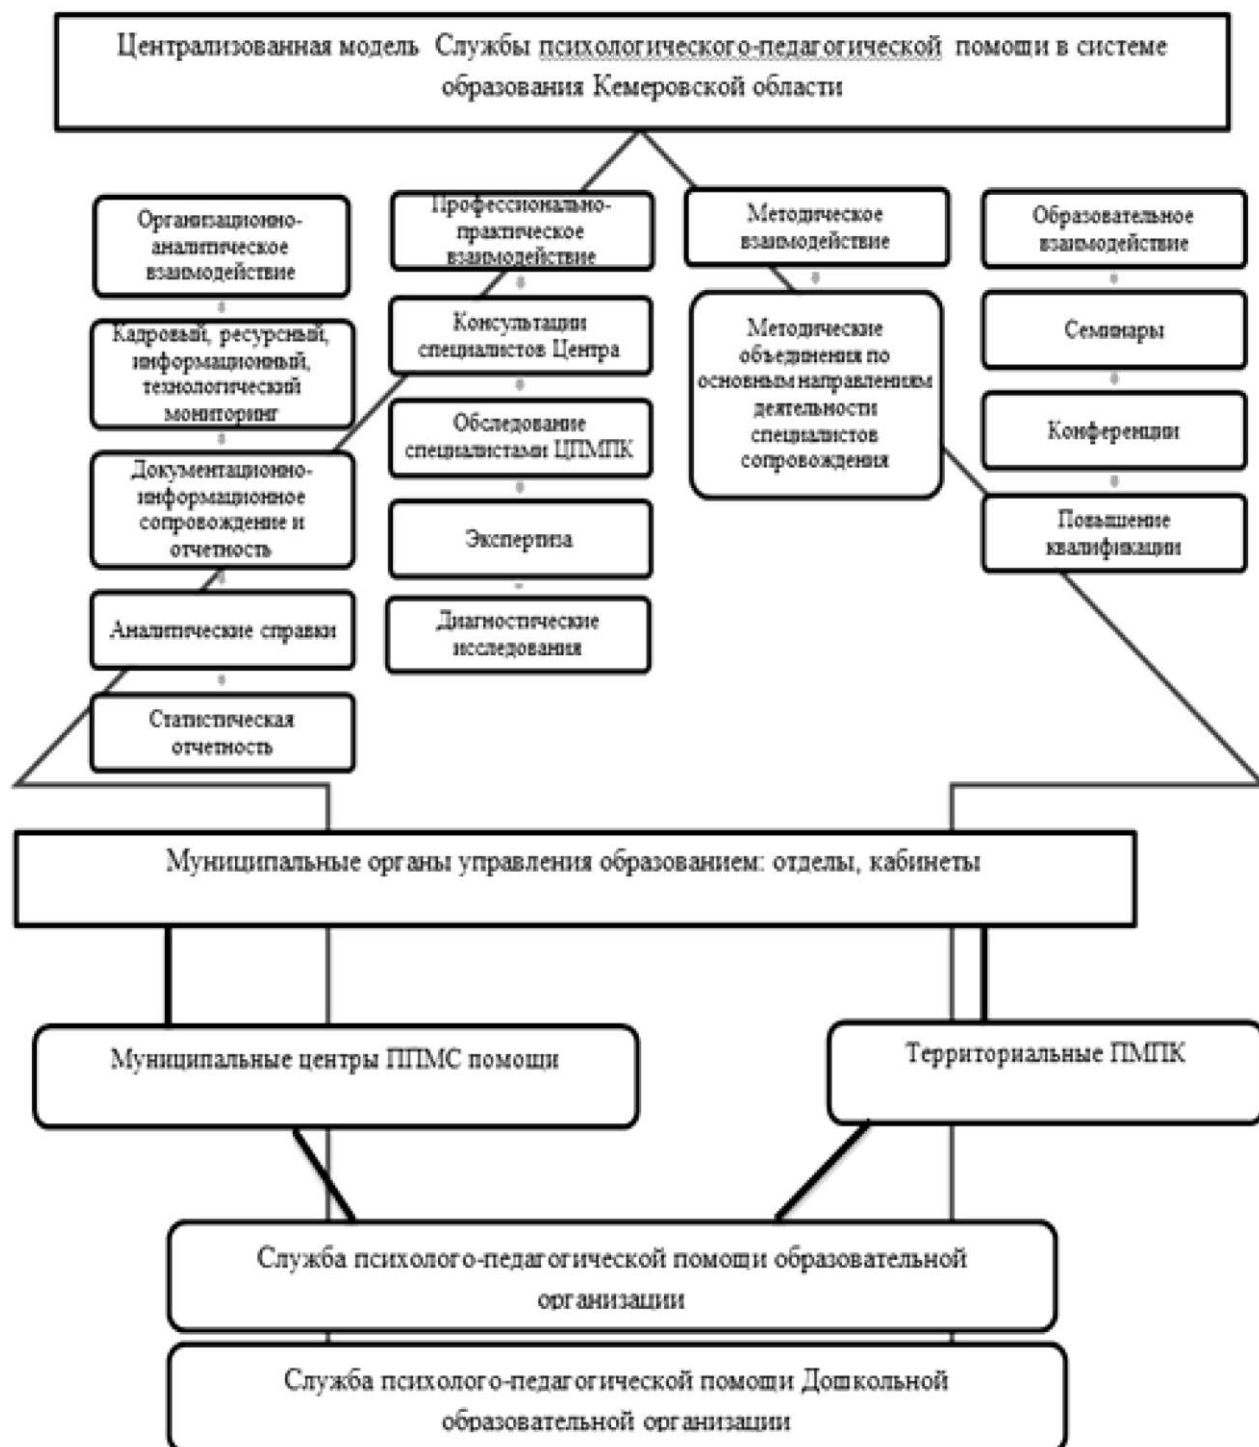 Централизованная модель Службы психологического-педагогической помощи в системе
образования Кемеровской области
Организационно-
аналитическое
взаимодействие
Кадровый, ресурсный,
информационный,
технологический
мониторинг
Документационно-
информационное
сопровождение и
отчетность
Аналитические справки
Статистическая
отчетность
Профессионально-
практическое
взаимодействие
Консультации
специалистов Центра
Обследование
специалистами ЦПМПК
Экспертиза
Диагностические
исследования
Методическое
взаимодействие
Методические
объединения по
основным направлениям
деятельности
специалистов
сопровождения
Образовательное
взаимодействие
Семинары
Конференции
Повышение
квалификации
Муниципальные органы управления образованием: отделы, кабинеты
Муниципальные центры ППМС помощи
Территориальные ПМПК
Служба психолого-педагогической помощи образовательной
организации
Служба психолого-педагогической помощи Дошкольной
образовательной организации